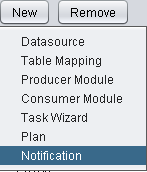 New Remove
Datasource
Table Mapping
Producer Module
Consumer Module
Task Wizard
Plan
Notification